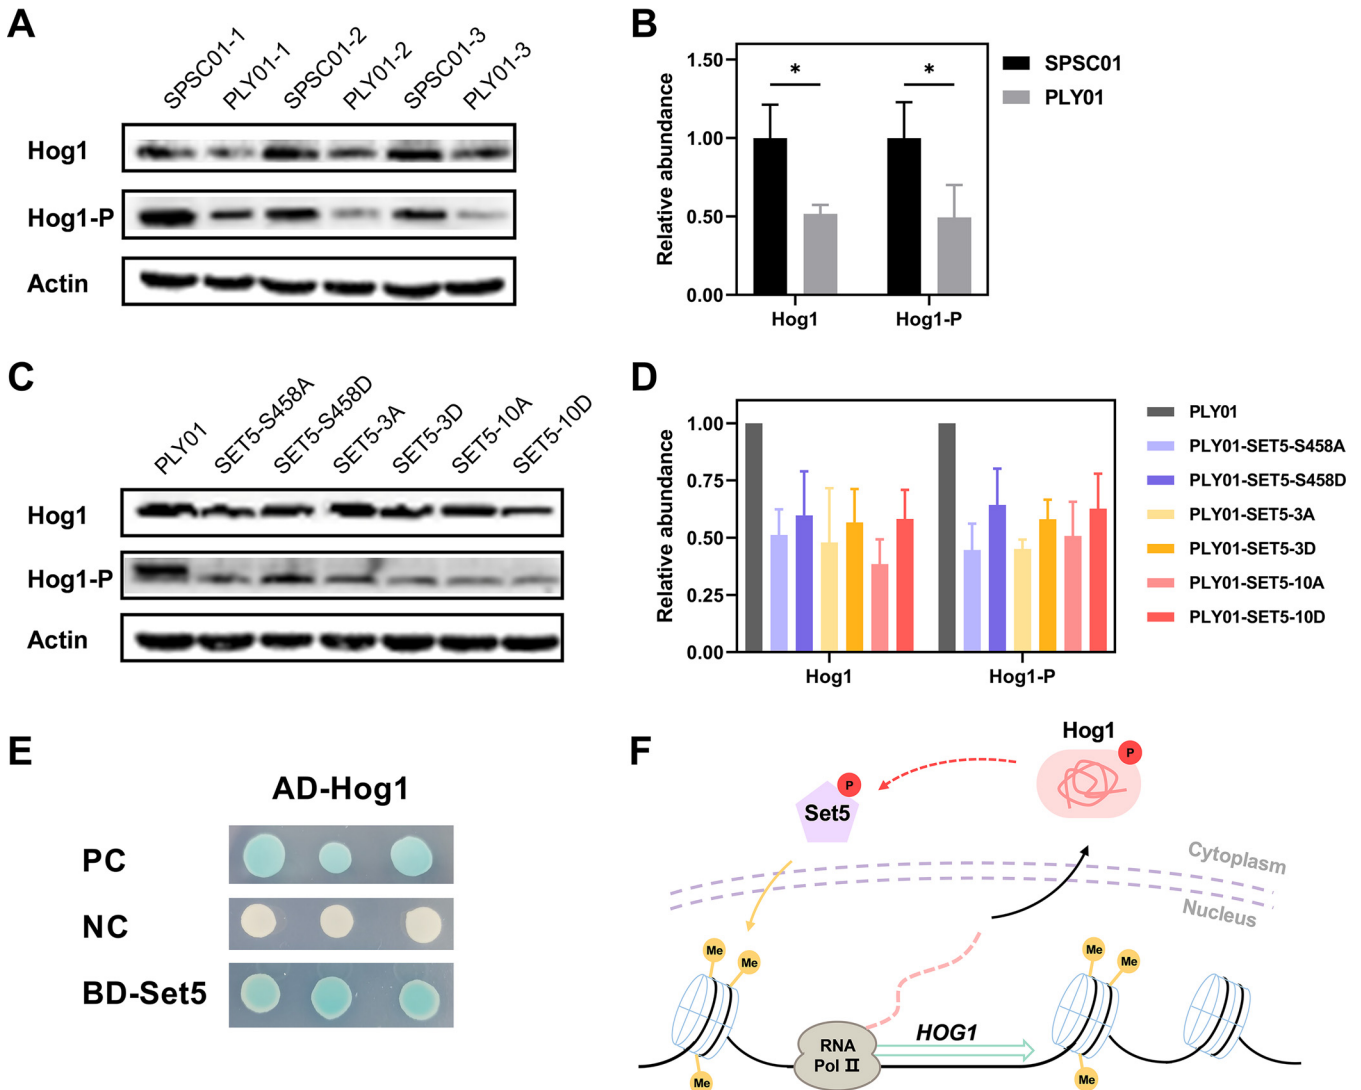 A
SPSC01-1
PLY01-1
SPSC01-2
PLY01-2
SPSC01-3
PLY01-3
Hog1
Hog1-P
Actin
B
Relative abundance
1.50
1.00
0.50
0.00
*
*
Hog1
Hog1-P
SPSC01
PLY01
C
PLY01
SET5-S458A
SET5-S458D
SET5-3A
SET5-3D
SET5-10A
SET5-10D
Hog1
Hog1-P
Actin
D
Relative abundance
1.00
0.75
0.50
0.25
0.00
Hog1
Hog1-P
PLY01
PLY01-SET5-S458A
PLY01-SET5-S458D
PLY01-SET5-3A
PLY01-SET5-3D
PLY01-SET5-10A
PLY01-SET5-10D
E
AD-Hog1
PC
NC
BD-Set5
F
Hog1
P
P
Set5
Cytoplasm
Nucleus
Me
Me
Me
RNA
Pol II
HOG1
Me
Me
Me